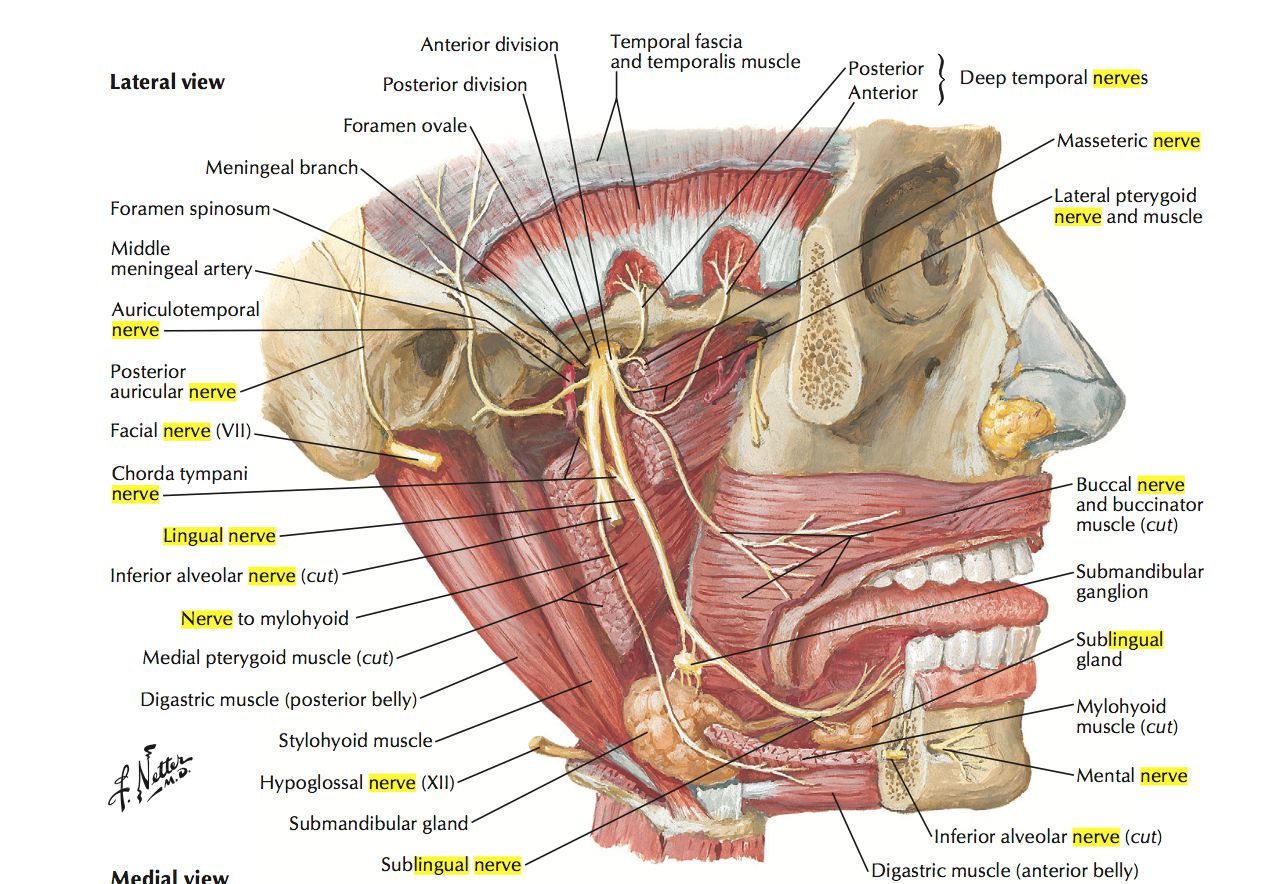 Lateral view
Anterior division
Posterior division
Foramen ovale
Meningeal branch
Foramen spinosum
Middle
meningeal artery
Auriculotemporal
nerve
Posterior
auricular nerve
Facial nerve (VII)
Chorda tympani
nerve
Lingual nerve
Inferior alveolar nerve (cut)
Nerve to mylohyoid
Medial pterygoid muscle (cut)
Digastric muscle (posterior belly)
Stylohyoid muscle
Hypoglossal nerve (XII)
Submandibular gland
Sublingual nerve
Temporal fascia
and temporalis muscle
Posterior
Anterior
Deep temporal nerves
Masseteric nerve
Lateral pterygoid
nerve and muscle
Buccal nerve
and buccinator
muscle (cut)
Submandibular
ganglion
Sublingual
gland
Mylohyoid
muscle (cut)
Mental nerve
Inferior alveolar nerve (cut)
Digastric muscle (anterior belly)
F. Netter
M.D.
Medial view